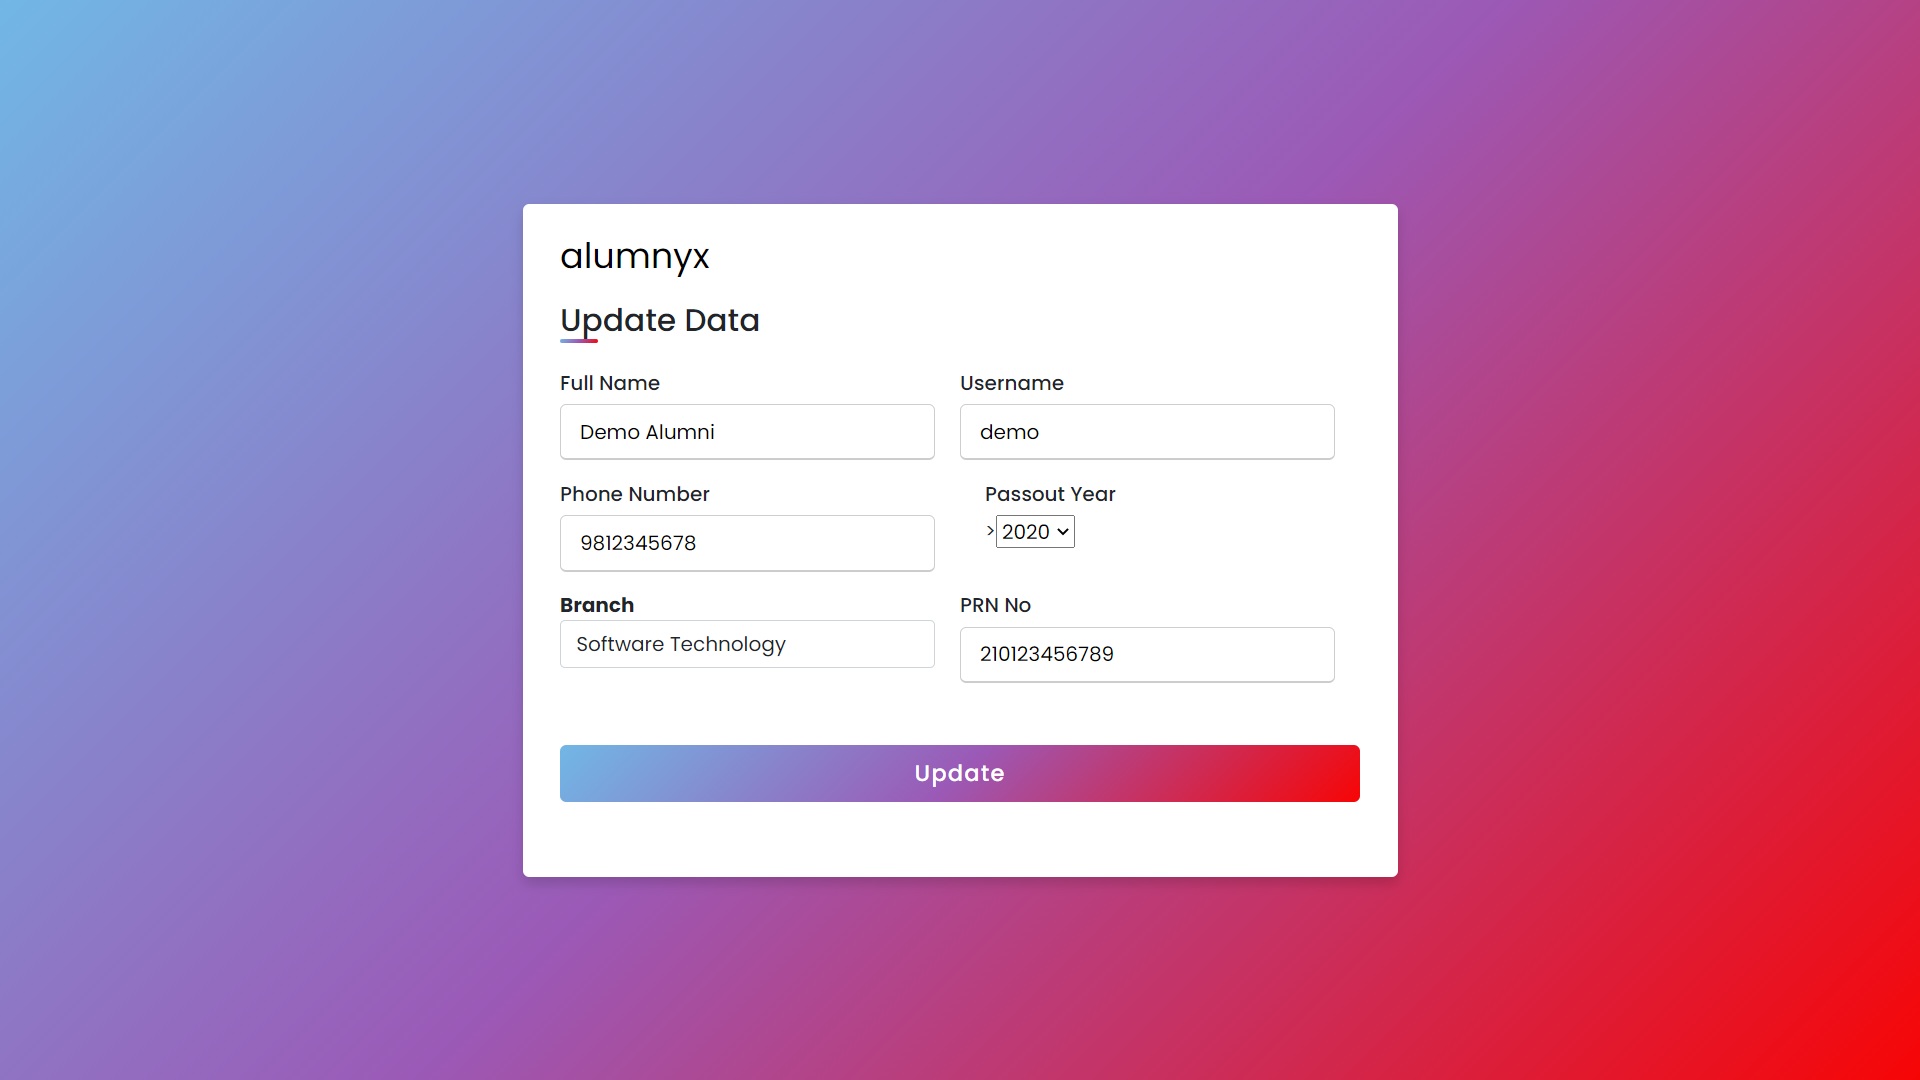 alumnyx
Update Data
Full Name
Username
Demo Alumni
demo
Phone Number
Passout Year
9812345678
>2020
Branch
PRN No
Software Technology
210123456789
Update